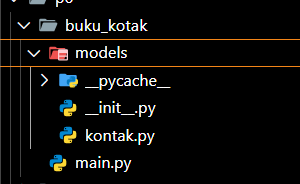 buku_kotak
models
__pycache__
__init__.py
kontak.py
main.py